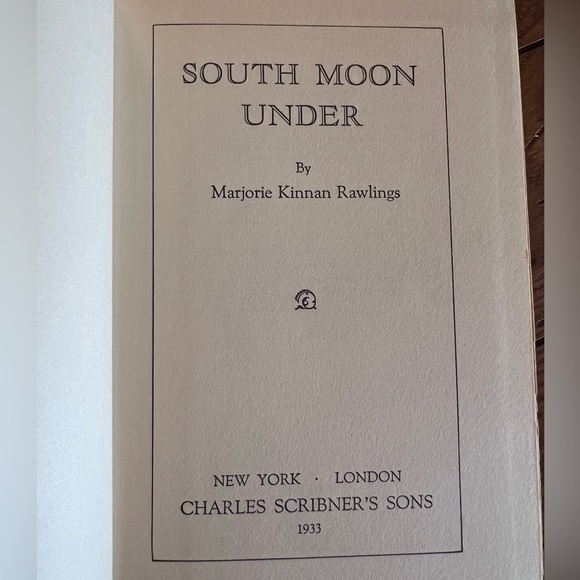 SOUTH MOON
UNDER
By
Marjorie Kinnan Rawlings
NEW YORK · LONDON
CHARLES SCRIBNER'S SONS
1933